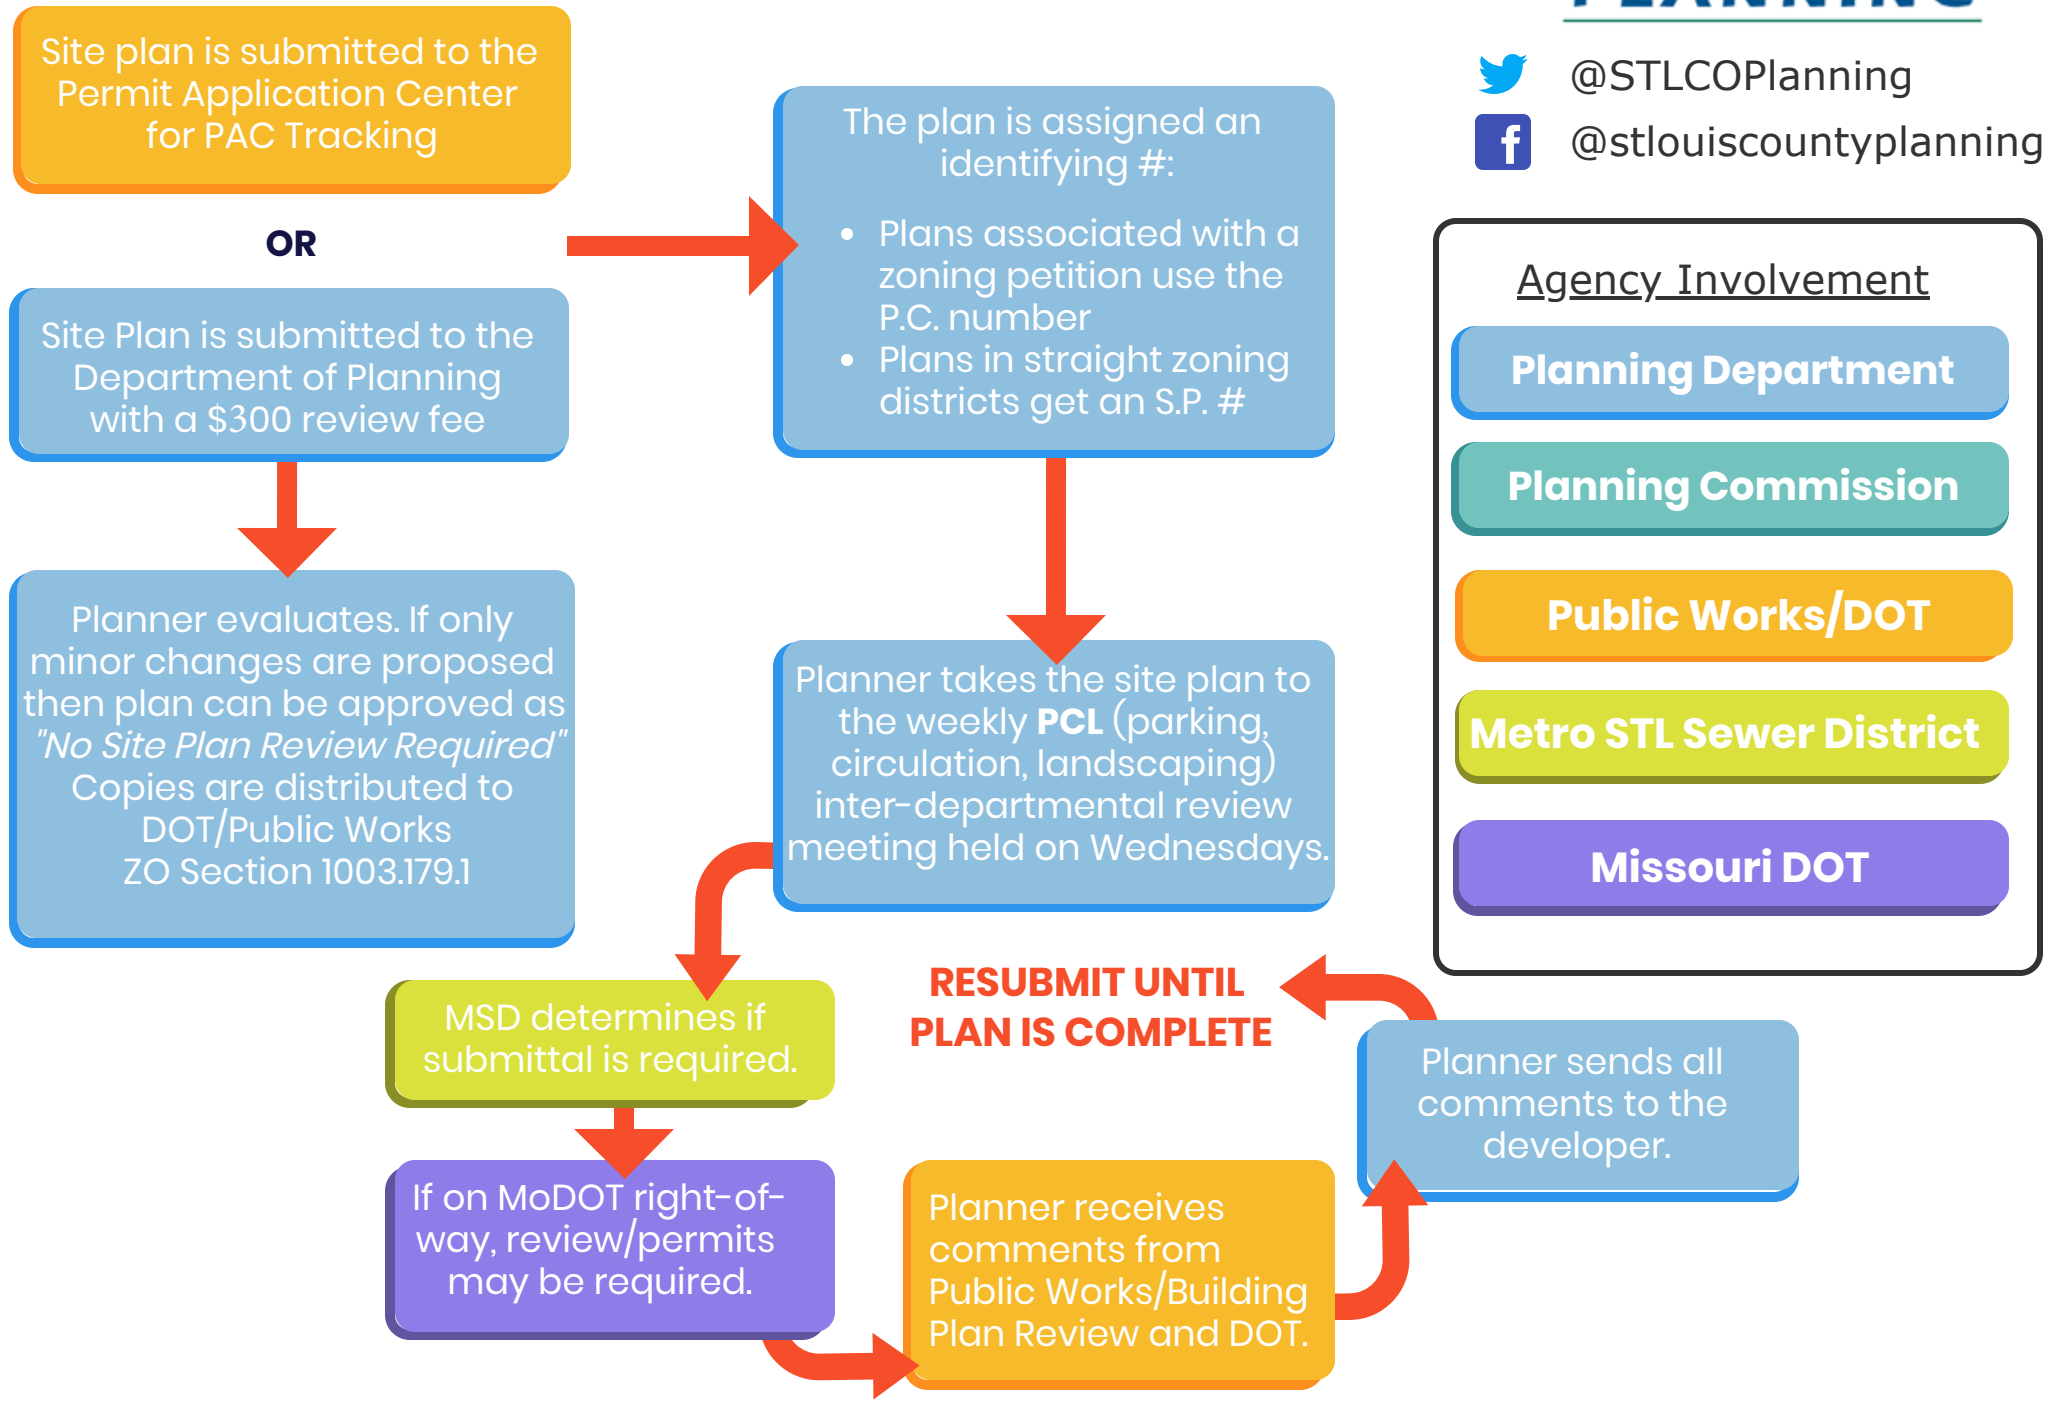 Site plan is submitted to the
Permit Application Center
for PAC Tracking
OR
Site Plan is submitted to the
Department of Planning
with a $300 review fee
Planner evaluates. If only
minor changes are proposed
then plan can be approved as
"No Site Plan Review Required"
Copies are distributed to
DOT/Public Works
ZO Section 1003.179.1
The plan is assigned an
identifying #:
• Plans associated with a
zoning petition use the
P.C. number
• Plans in straight zoning
districts get an S.P. #
Planner takes the site plan to
the weekly PCL (parking,
circulation, landscaping)
inter-departmental review
meeting held on Wednesdays.
MSD determines if
submittal is required.
If on MoDOT right-of-
way, review/permits
may be required.
Planner receives
comments from
Public Works/Building
Plan Review and DOT.
Planner sends all
comments to the
developer.
RESUBMIT UNTIL
PLAN IS COMPLETE
PLANNING
@STLCOPlanning
@stlouiscountyplanning
Agency Involvement
Planning Department
Planning Commission
Public Works/DOT
Metro STL Sewer District
Missouri DOT